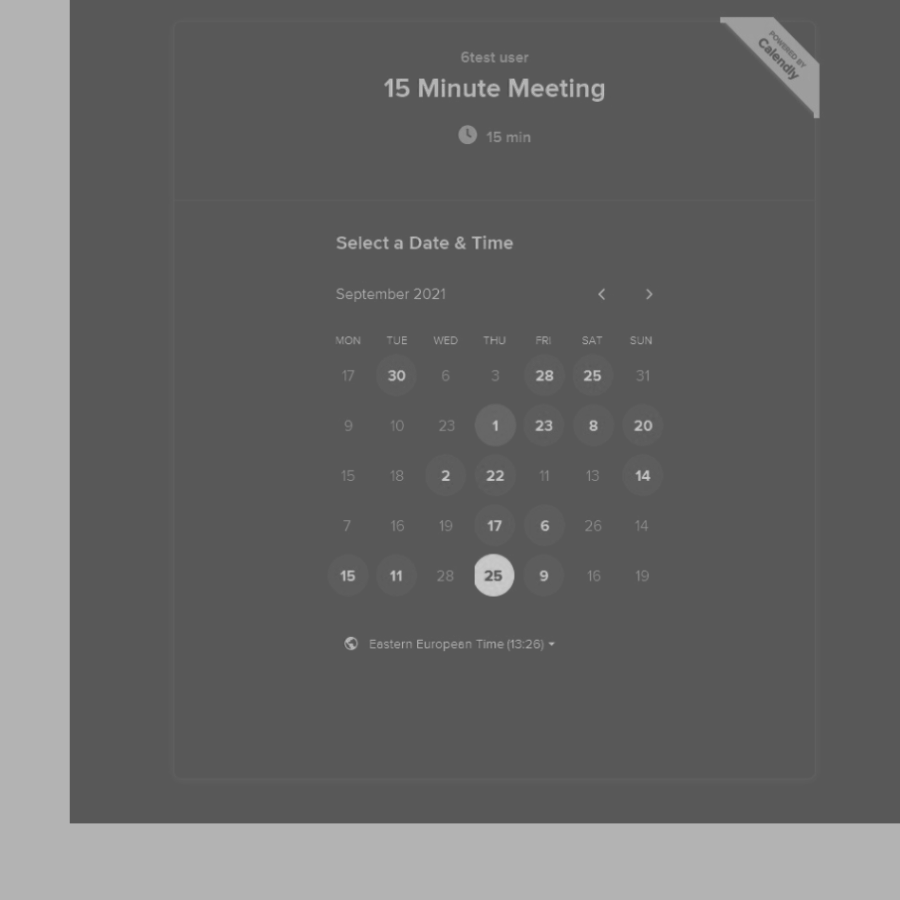 POWERED BY
Calendly
6test user
15 Minute Meeting
15 min
Select a Date & Time
September 2021
MON TUE WED THU FRI SAT SUN
17 30 6 3 28 25 31
9 10 23 1 23 8 20
15 18 2 22 11 13 14
7 16 19 17 6 26 14
15 11 28 25 9 16 19
Eastern European Time (13:26)